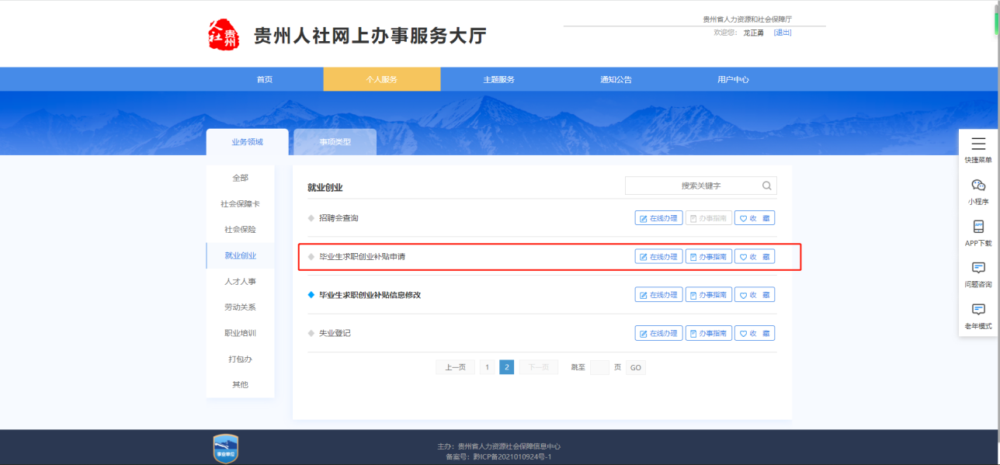 人社贵州
贵州人社网上办事服务大厅
贵州省人力资源和社会保障厅
欢迎您： 龙正勇 [退出]
首页 个人服务 主题服务 通知公告 用户中心
业务领域 事项类型
全部
社会保障卡
社会保险
就业创业
人才人事
劳动关系
职业培训
打包办
其他
就业创业 搜索关键字
招聘会查询 在线办理 办事指南 收 藏
毕业生求职创业补贴申请 在线办理 办事指南 收 藏
毕业生求职创业补贴信息修改 在线办理 办事指南 收 藏
失业登记 在线办理 办事指南 收 藏
上一页 1 2 下一页 跳至 页 GO
快捷菜单
小程序
APP
APP下载
问题咨询
老年模式
事业单位
主办：贵州省人力资源社会保障信息中心
备案号：黔ICP备2021010924号-1